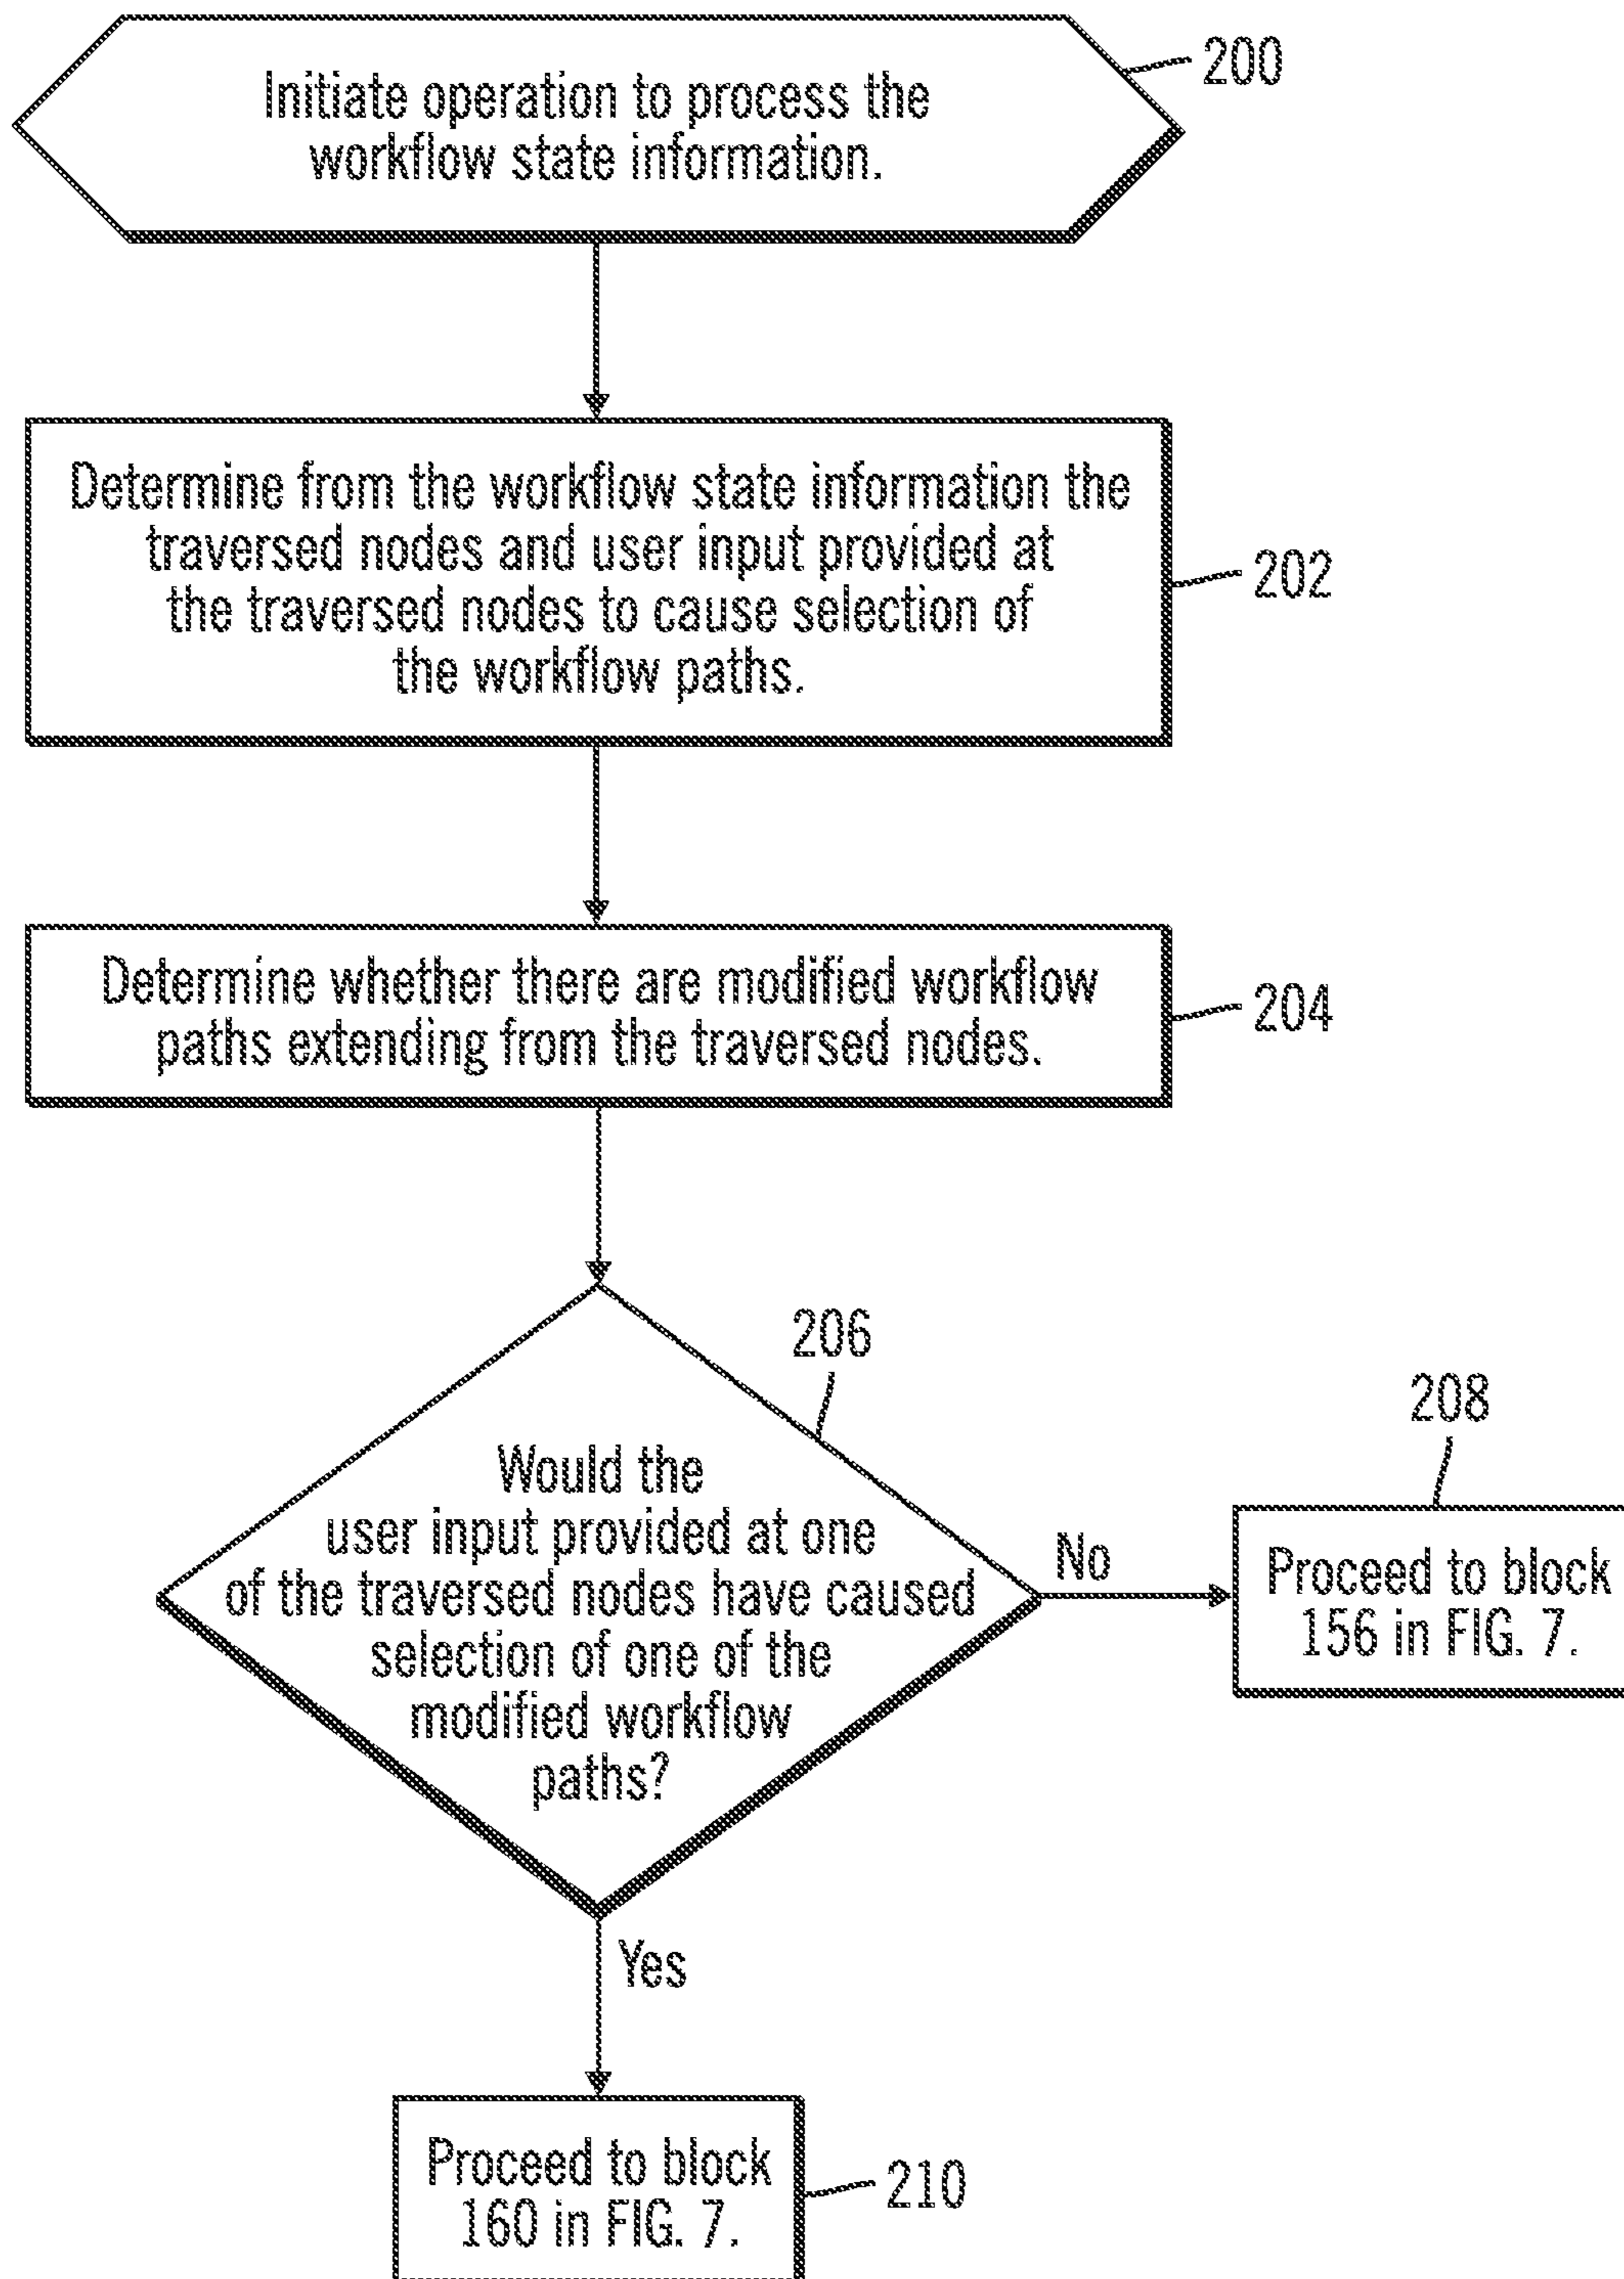 200
Initiate operation to process the
workflow state information.
Determine from the workflow state information the
traversed nodes and user input provided at
the traversed nodes to cause selection of
the workflow paths.
202
Determine whether there are modified workflow
paths extending from the traversed nodes.
204
206
Would the
user input provided at one
of the traversed nodes have caused
selection of one of the
modified workflow
paths?
No
208
Proceed to block
156 in FIG. 7.
Yes
Proceed to block
160 in FIG. 7.
210